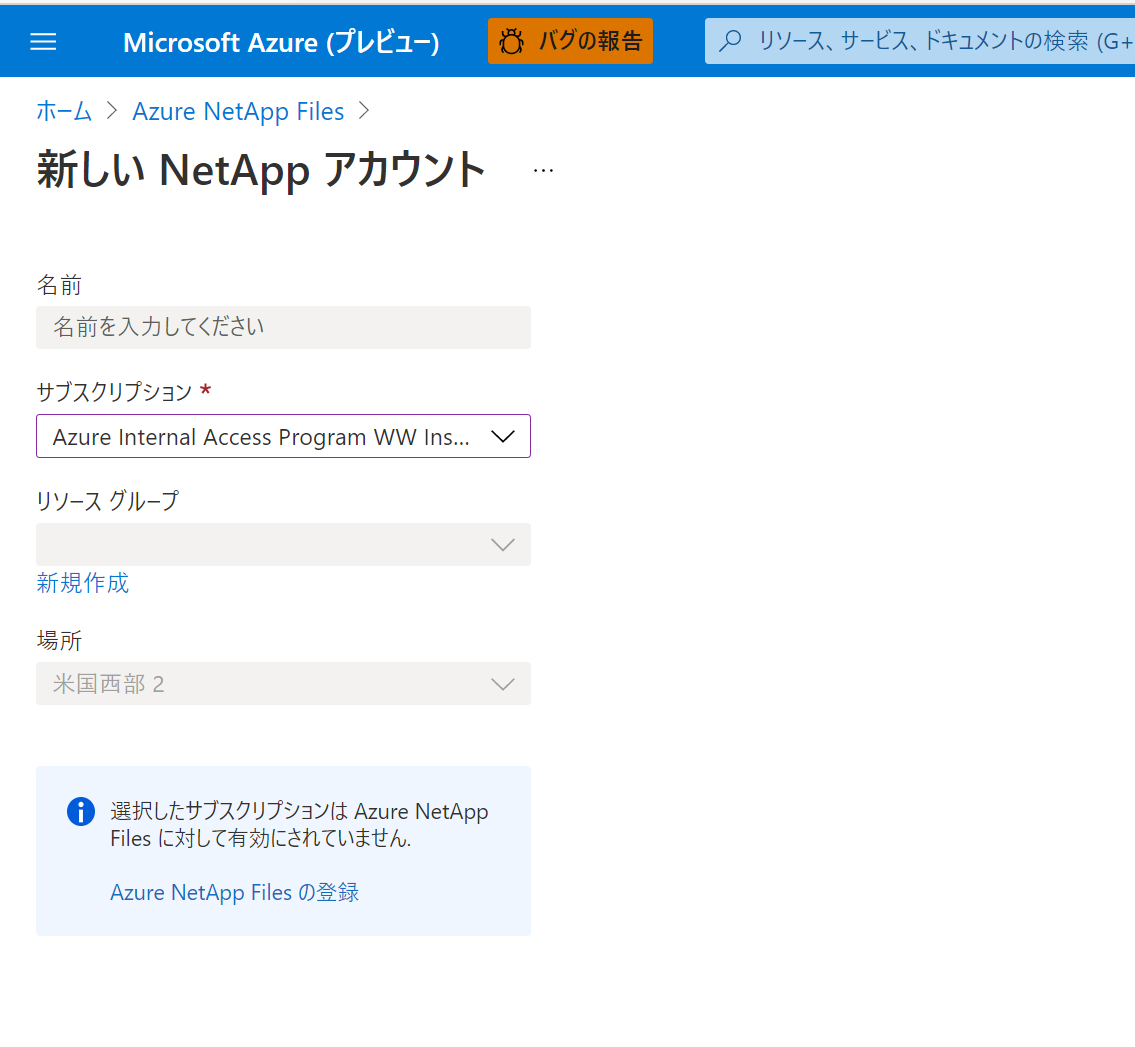 Microsoft Azure (プレビュー)
バグの報告
リソース、サービス、ドキュメントの検索 (G+
ホーム > Azure NetApp Files >
新しい NetApp アカウント ...
名前
名前を入力してください
サブスクリプション *
Azure Internal Access Program WW Ins...
リソース グループ
新規作成
場所
米国西部 2
選択したサブスクリプションは Azure NetApp
Files に対して有効にされていません.
Azure NetApp Files の登録